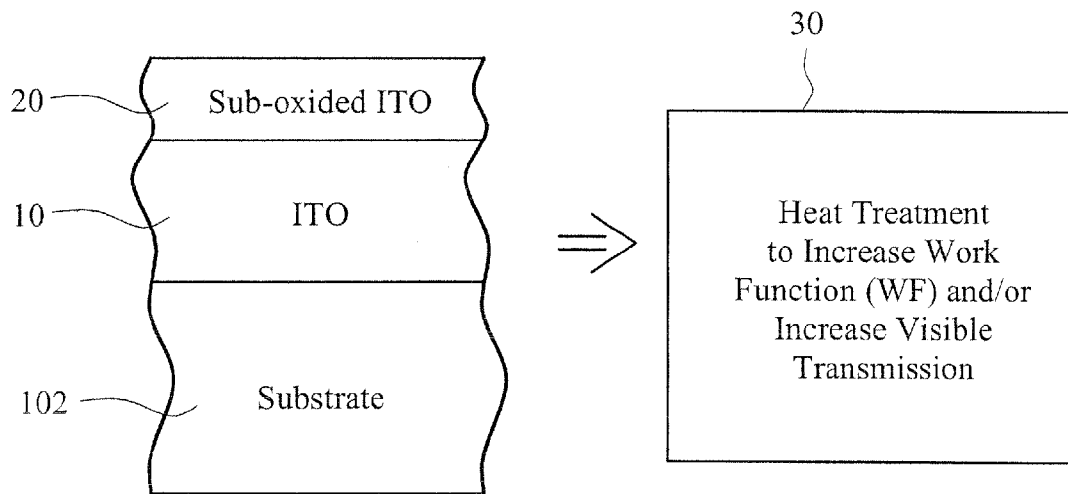 30
20
Sub-oxided ITO
10
ITO
Heat Treatment
to Increase Work
Function (WF) and/or
Increase Visible
Transmission
102
Substrate